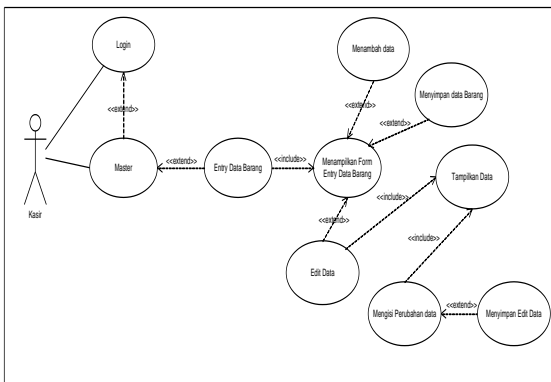 Login
Menambah data
<<extend>>
<<extend>>
Menyimpan data Barang
<<extend>>
Master
<<extend>>
Entry Data Barang
<<include>>
Menampilkan Form
Entry Data Barang
Tampilkan Data
Kasir
<<extend>>
<<include>>
<<include>>
Edit Data
Mengisi Perubahan data
<<extend>>
Menyimpan Edit Data